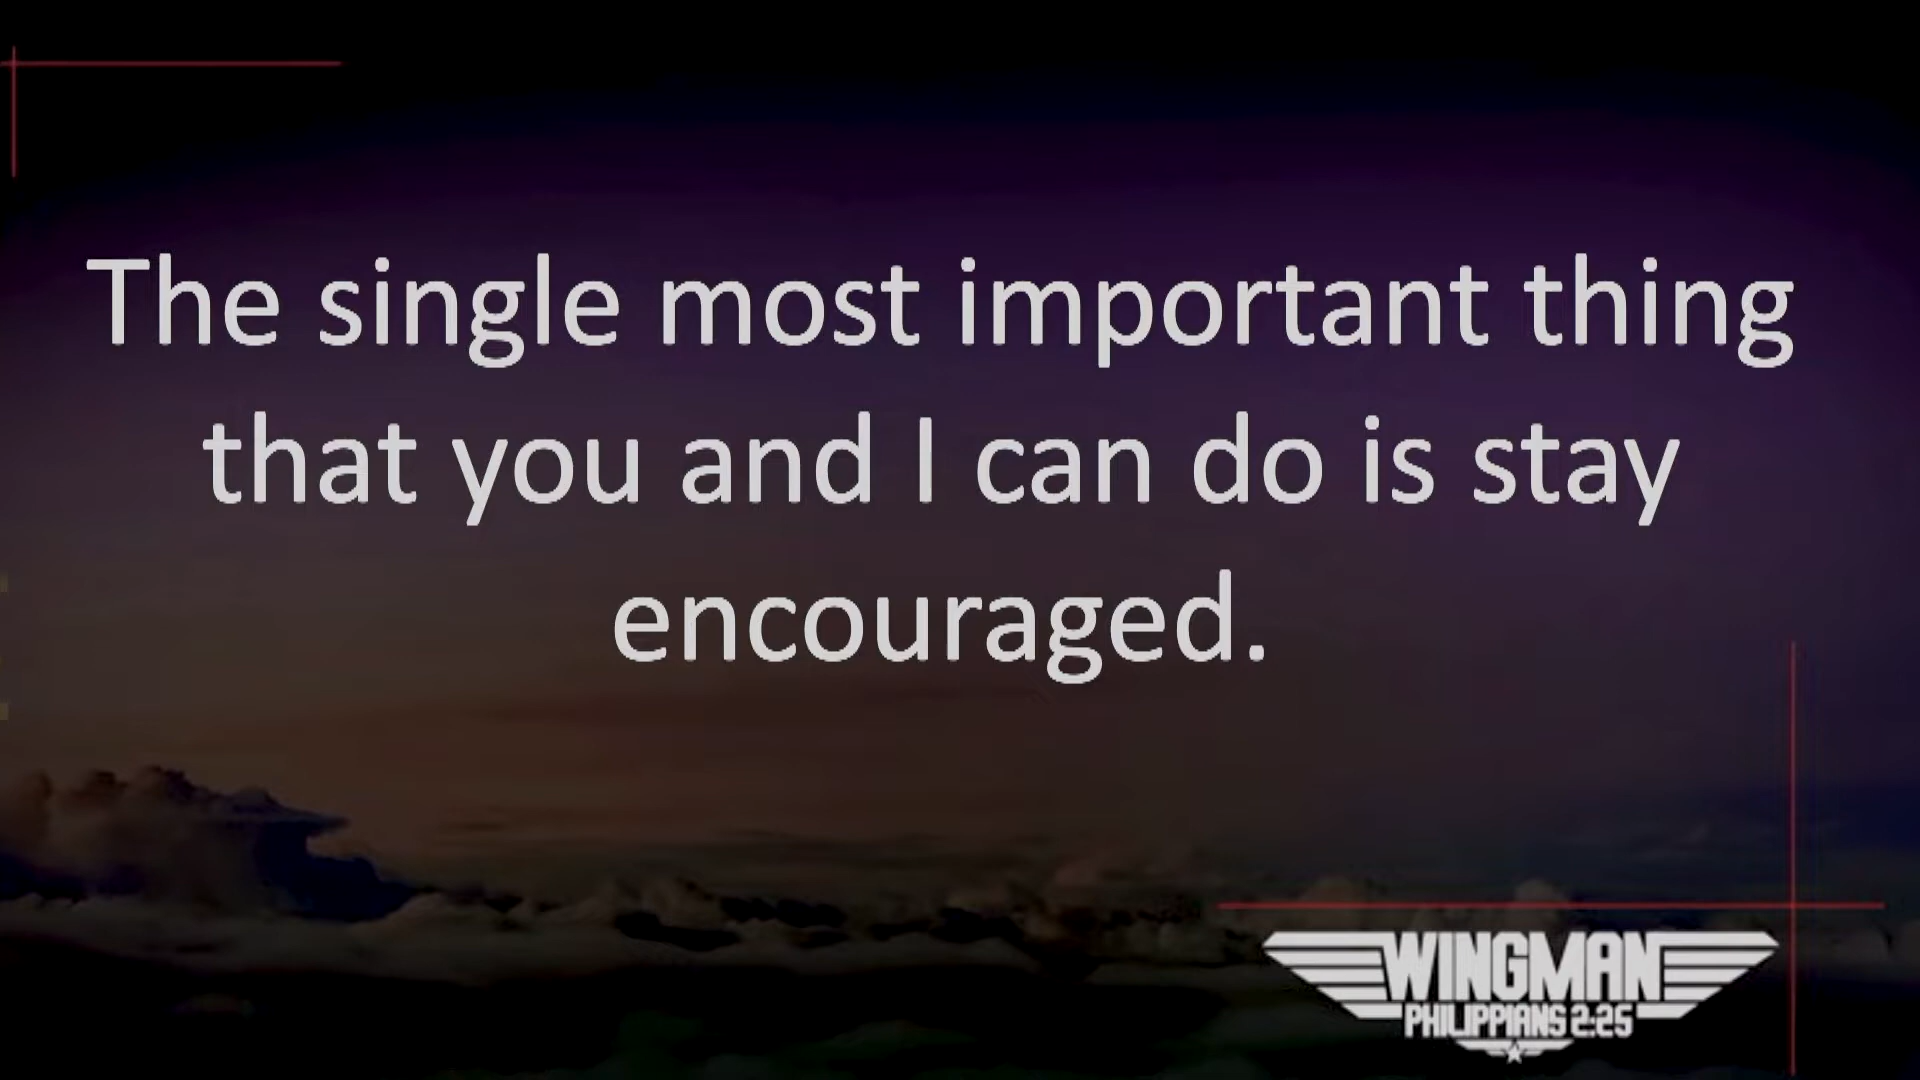 The single most important thing
that you and I can do is stay
encouraged.
WINGMAN
PHILIPPIANS 2:25